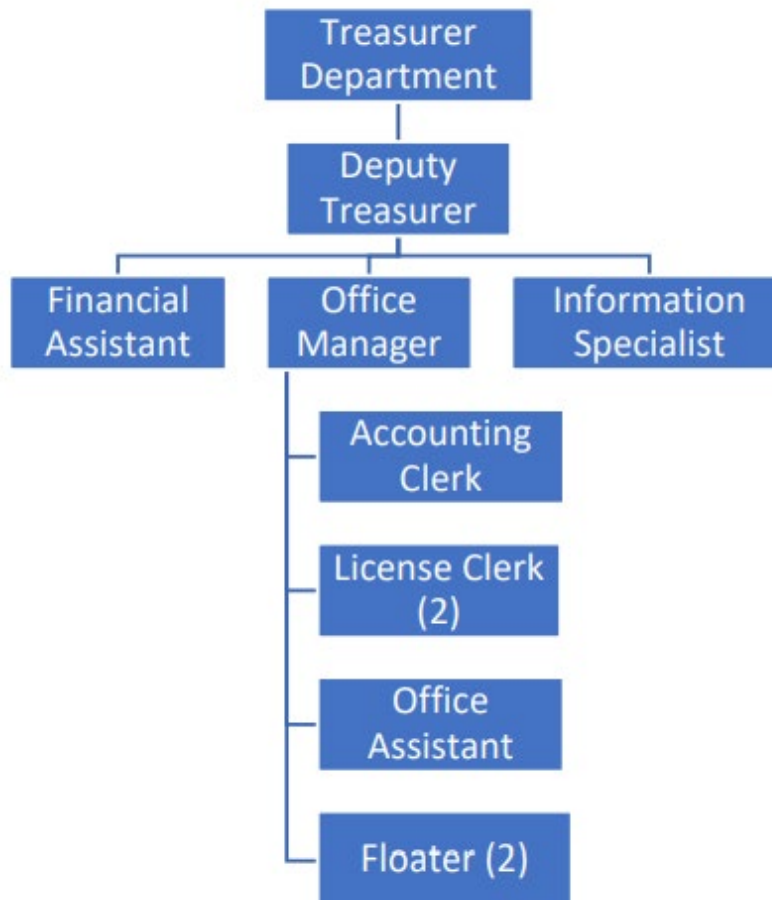 Treasurer
Department
Deputy
Treasurer
Financial
Assistant
Office
Manager
Information
Specialist
Accounting
Clerk
License Clerk
(2)
Office
Assistant
Floater (2)